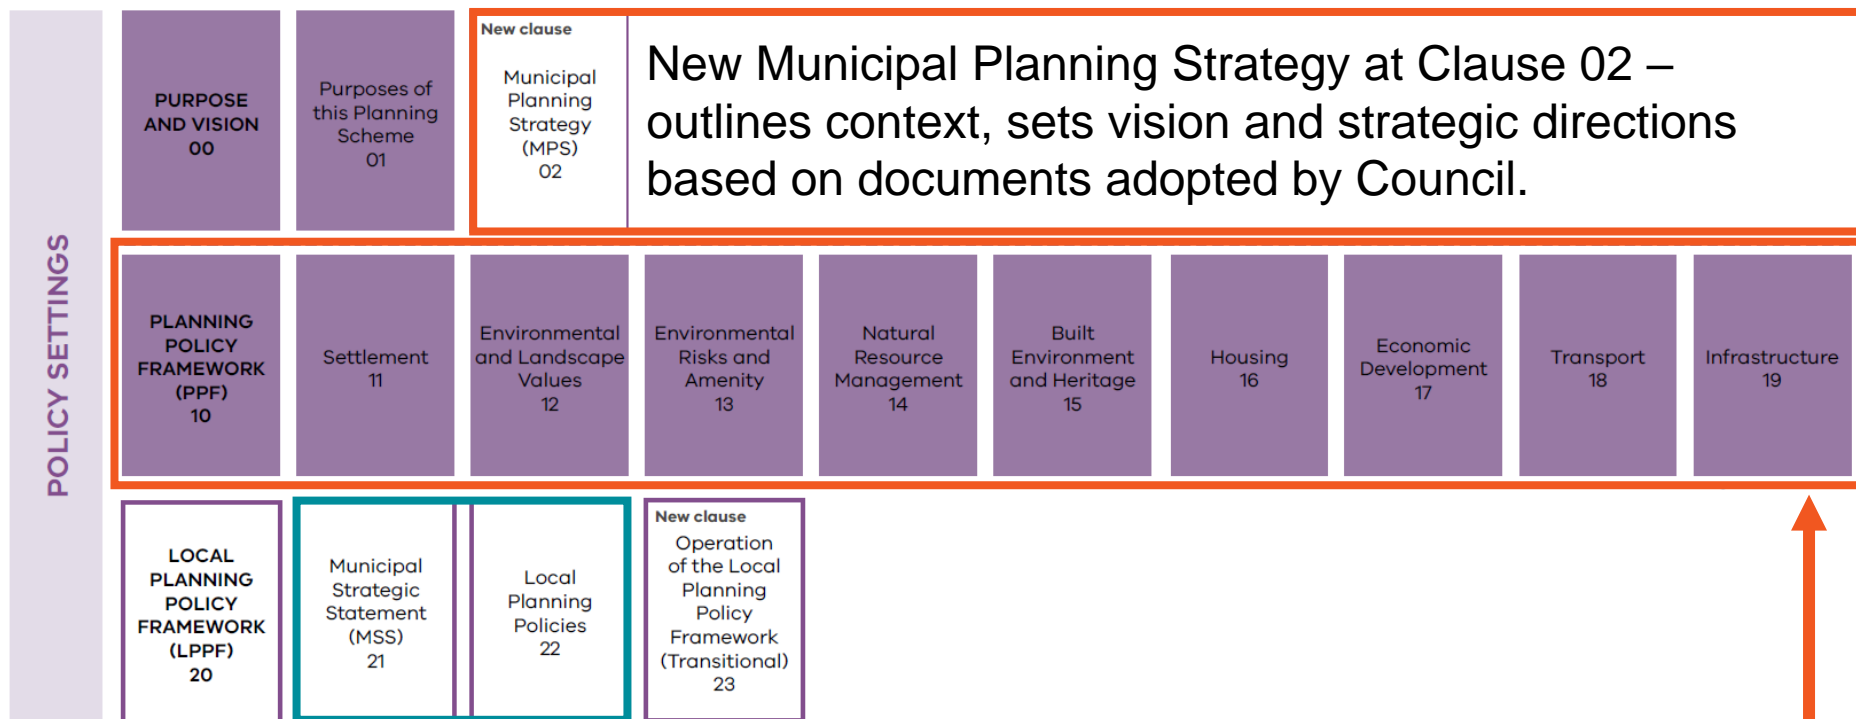 POLICY SETTINGS
PURPOSE
AND VISION
00
Purposes of
this Planning
Scheme
01
New clause
Municipal
Planning
Strategy
(MPS)
02
New Municipal Planning Strategy at Clause 02 –
outlines context, sets vision and strategic directions
based on documents adopted by Council.
PLANNING
POLICY
FRAMEWORK
(PPF)
10
Settlement
11
Environmental
and Landscape
Values
12
Environmental
Risks and
Amenity
13
Natural
Resource
Management
14
Built
Environment
and Heritage
15
Housing
16
Economic
Development
17
Transport
18
Infrastructure
19
LOCAL
PLANNING
POLICY
FRAMEWORK
(LPPF)
20
Municipal
Strategic
Statement
(MSS)
21
Local
Planning
Policies
22
New clause
Operation
of the Local
Planning
Policy
Framework
(Transitional)
23